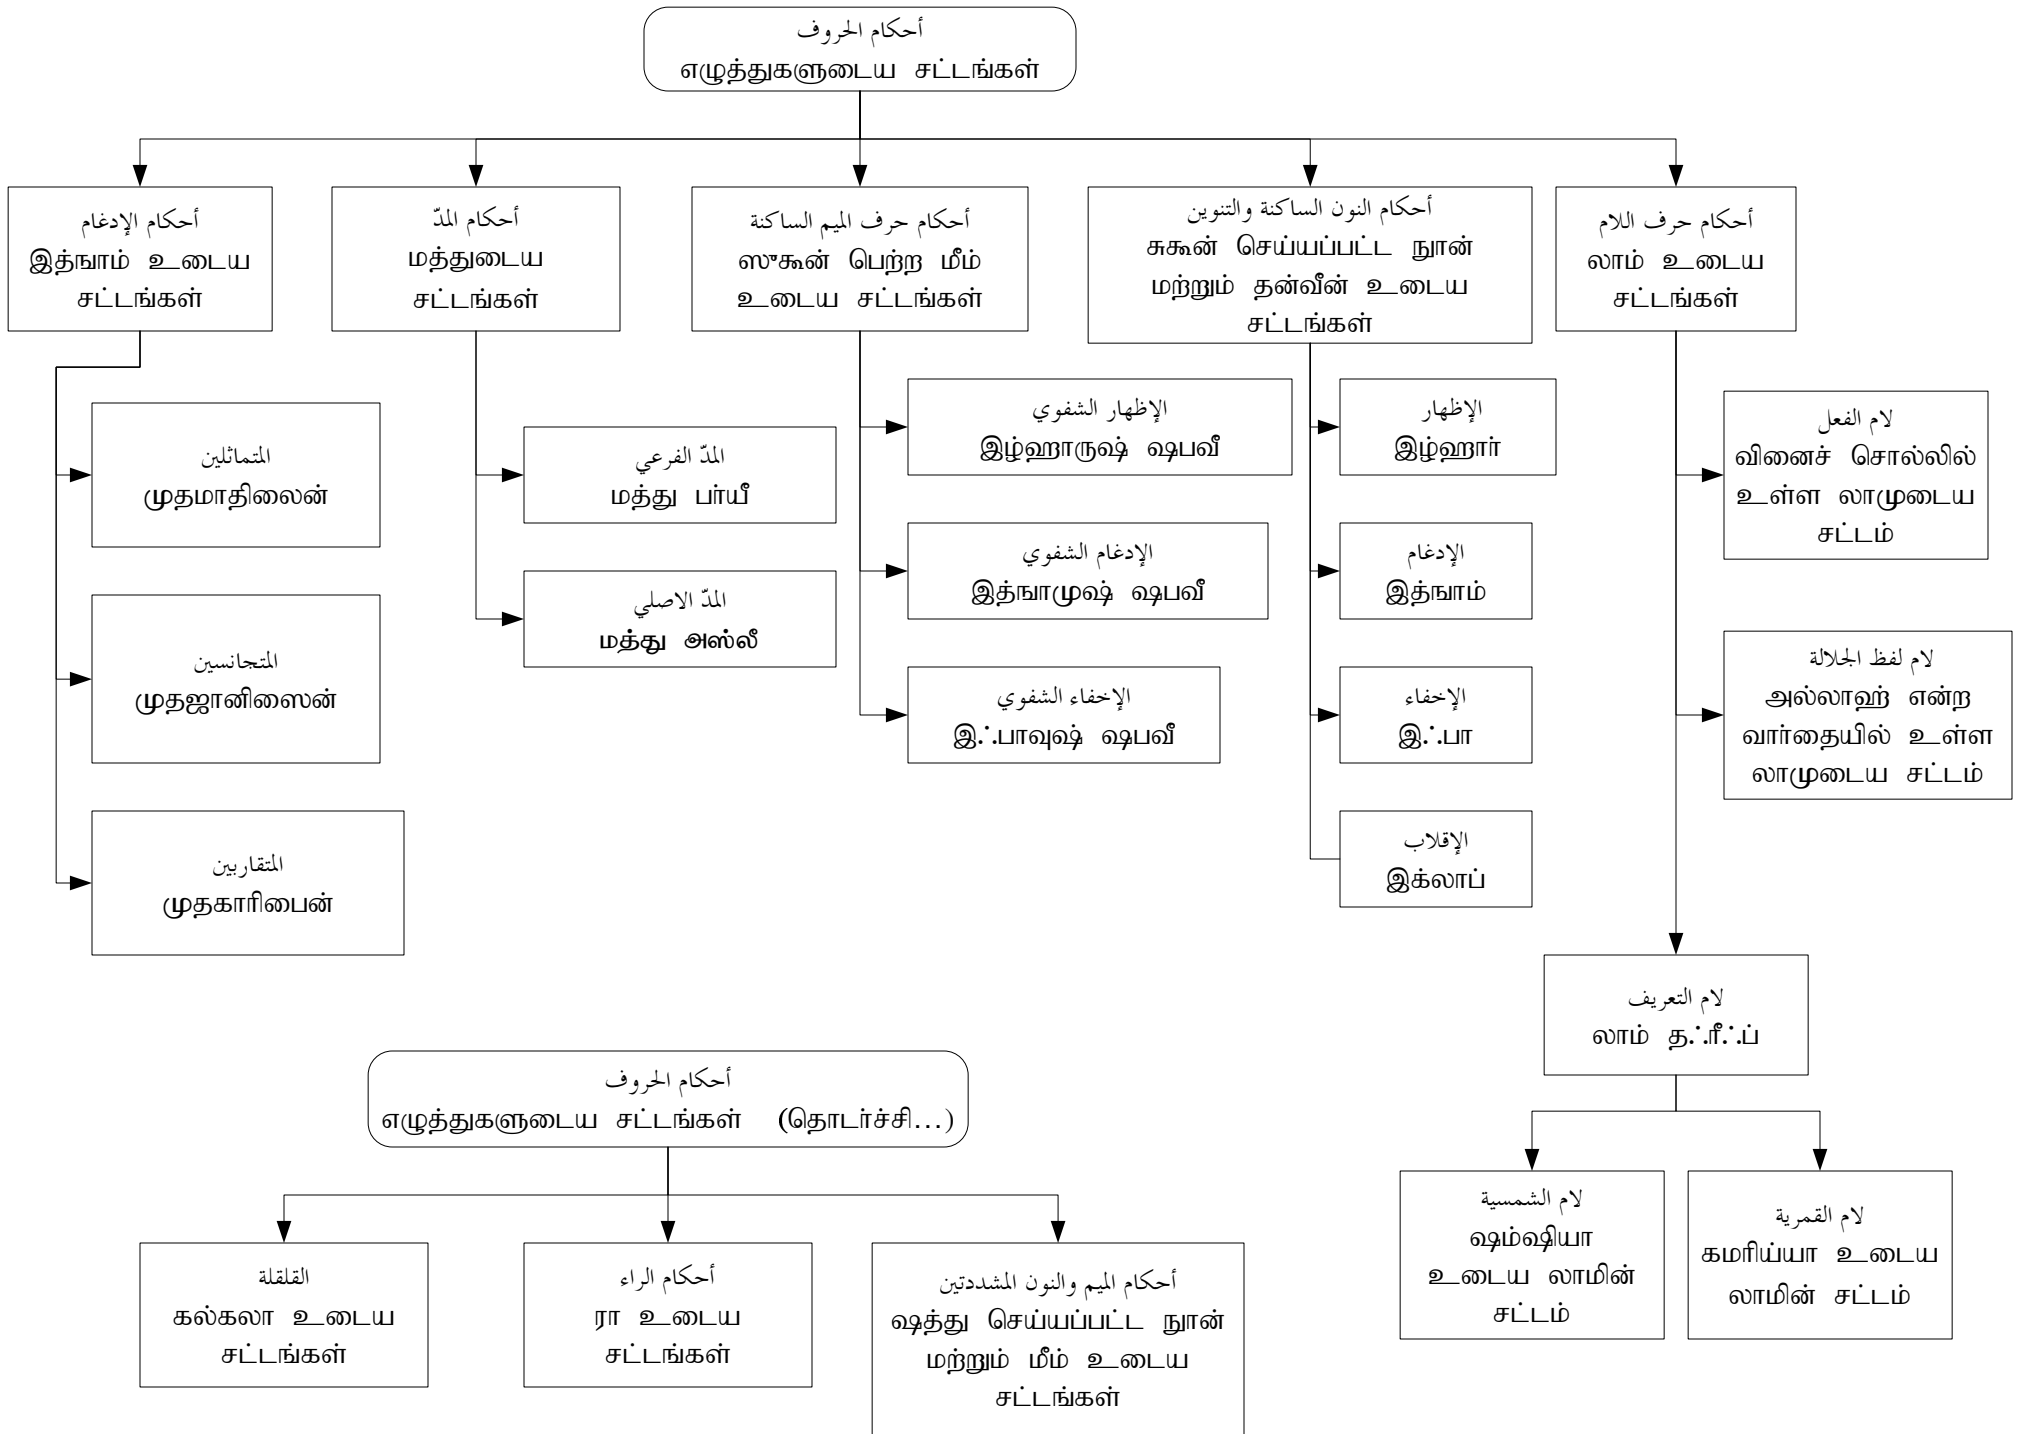 أحكام الحروف
எழுத்துகளுடைய சட்டங்கள்
أحكام الإدغام
இத்ஙாம் உடைய
சட்டங்கள்
أحكام المدّ
மத்துடைய
சட்டங்கள்
أحكام حرف الميم الساكنة
ஸுகூன் பெற்ற மீம்
உடைய சட்டங்கள்
أحكام النون الساكنة والتنوين
சுகூன் செய்யப்பட்ட நுான்
மற்றும் தன்வீன் உடைய
சட்டங்கள்
أحكام حرف اللام
லாம் உடைய
சட்டங்கள்
المتماثلين
முதமாதிலைன்
المتجانسين
முதஜானிஸைன்
المتقاربين
முதகாரிபைன்
المدّ الفرعي
மத்து பர்யீ
المدّ الاصلي
மத்து அஸ்லீ
الإظهار الشفوي
இழ்ஹாருஷ் ஷபவீ
الإدغام الشفوي
இத்ஙாமுஷ் ஷபவீ
الإخفاء الشفوي
இஃபாவுஷ் ஷபவீ
الإظهار
இழ்ஹார்
الإدغام
இத்ஙாம்
الإخفاء
இஃபா
الإقلاب
இக்லாப்
لام الفعل
வினைச் சொல்லில்
உள்ள லாமுடைய
சட்டம்
لام لفظ الجلالة
அல்லாஹ் என்ற
வார்தையில் உள்ள
லாமுடைய சட்டம்
لام التعريف
லாம் தஃரீஃப்
لام الشمسية
ஷம்ஷியா
உடைய லாமின்
சட்டம்
لام القمرية
கமரிய்யா உடைய
லாமின் சட்டம்
أحكام الحروف
எழுத்துகளுடைய சட்டங்கள் (தொடர்ச்சி...)
القلقلة
கல்கலா உடைய
சட்டங்கள்
أحكام الراء
ரா உடைய
சட்டங்கள்
أحكام الميم والنون المشددتين
ஷத்து செய்யப்பட்ட நுான்
மற்றும் மீம் உடைய
சட்டங்கள்